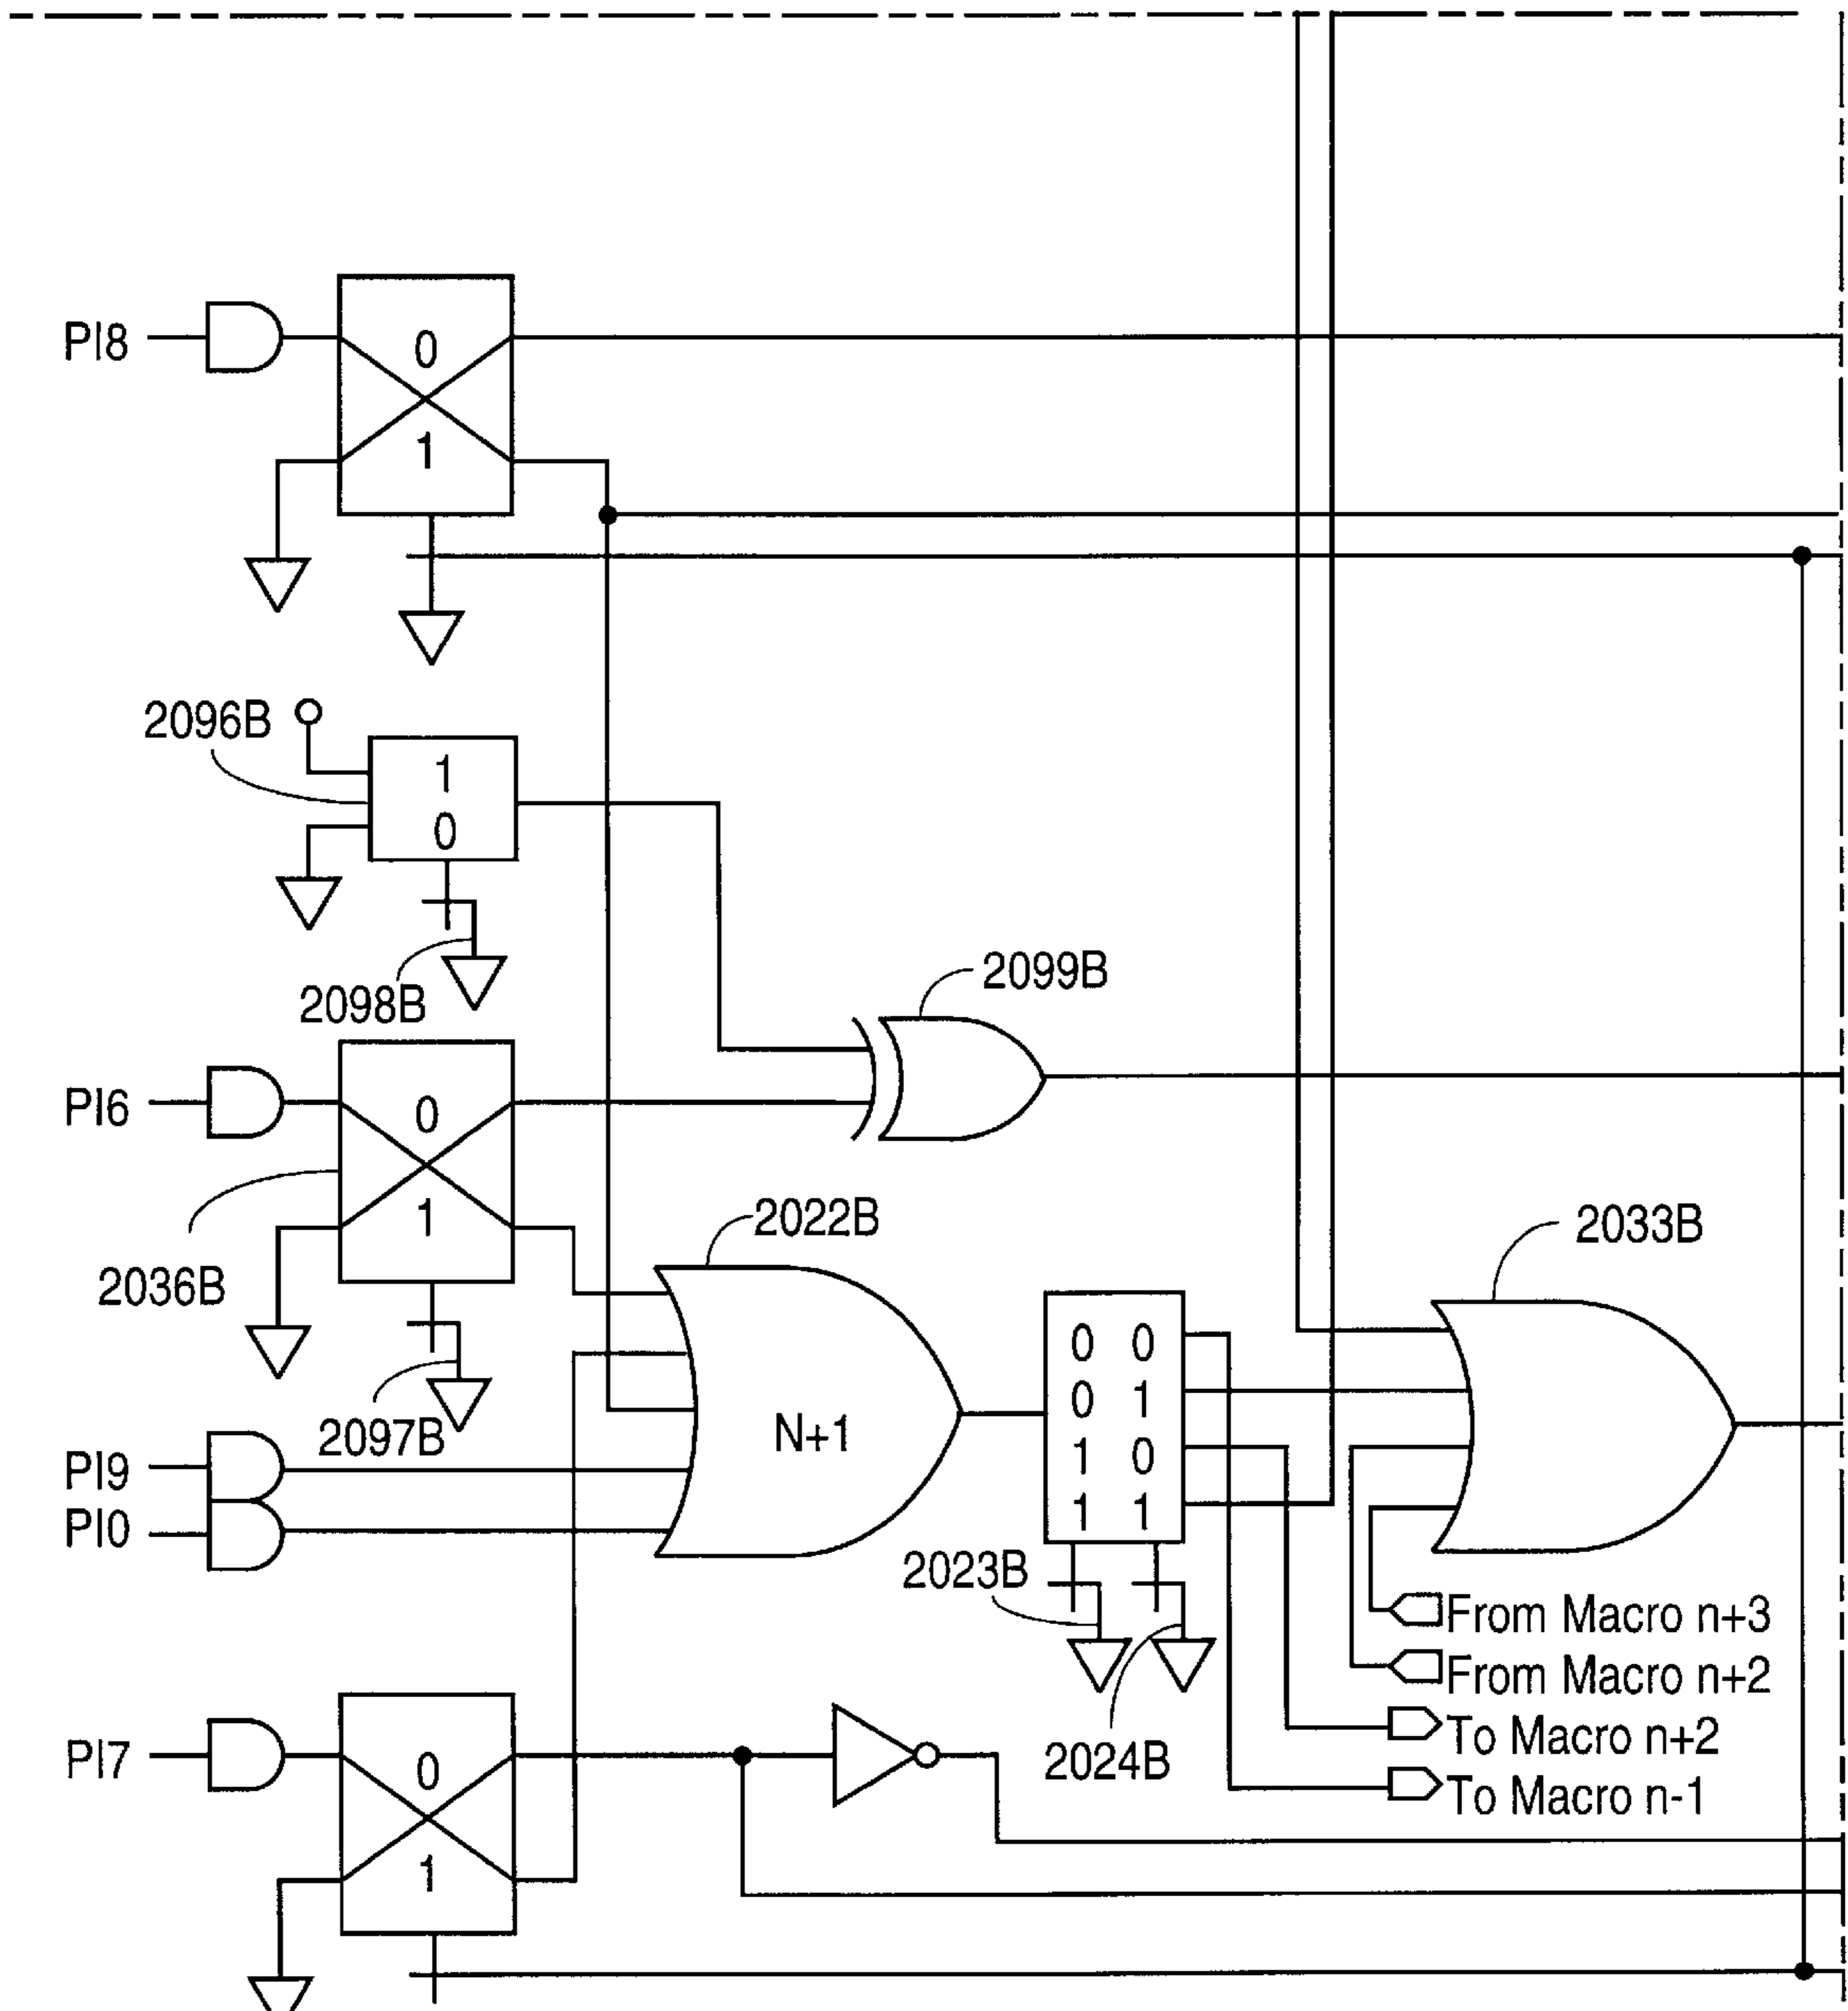 PI8
0
1
2096B
1
0
2098B
2099B
PI6
0
1
2036B
2097B
2022B
2033B
N+1
0 0
0 1
1 0
1 1
PI9
PI0
2023B
2024B
From Macro n+3
From Macro n+2
To Macro n+2
To Macro n-1
PI7
0
1